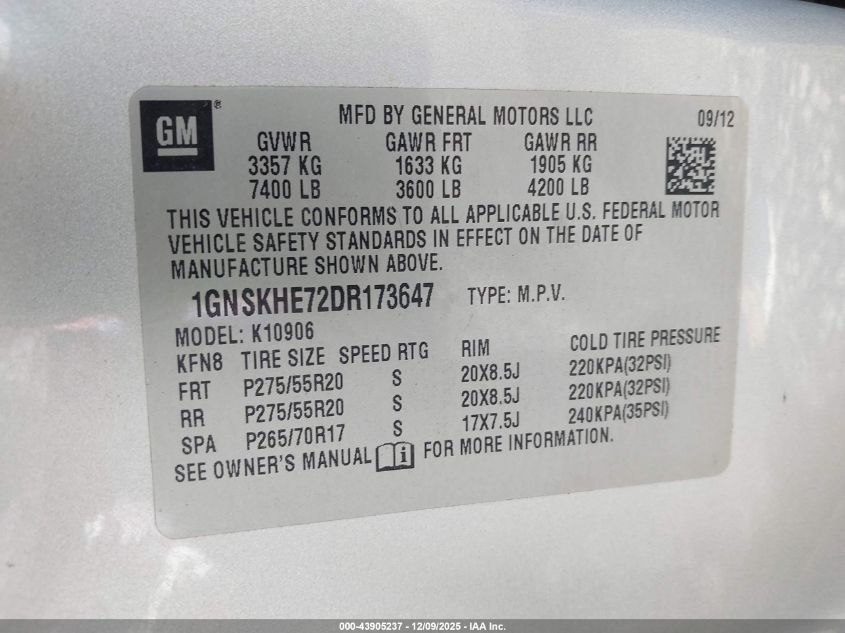 GM ®
MFD BY GENERAL MOTORS LLC 09/12
GVWR GAWR FRT GAWR RR
3357 KG 1633 KG 1905 KG
7400 LB 3600 LB 4200 LB
THIS VEHICLE CONFORMS TO ALL APPLICABLE U.S. FEDERAL MOTOR
VEHICLE SAFETY STANDARDS IN EFFECT ON THE DATE OF
MANUFACTURE SHOWN ABOVE.
1GNSKHE72DR173647 TYPE: M.P.V.
MODEL: K10906
KFN8 TIRE SIZE SPEED RTG RIM COLD TIRE PRESSURE
FRT P275/55R20 S 20X8.5J 220KPA(32PSI)
RR P275/55R20 S 20X8.5J 220KPA(32PSI)
SPA P265/70R17 S 17X7.5J 240KPA(35PSI)
SEE OWNER'S MANUAL i FOR MORE INFORMATION.
000-43905237 - 12/09/2025 - IAA Inc.